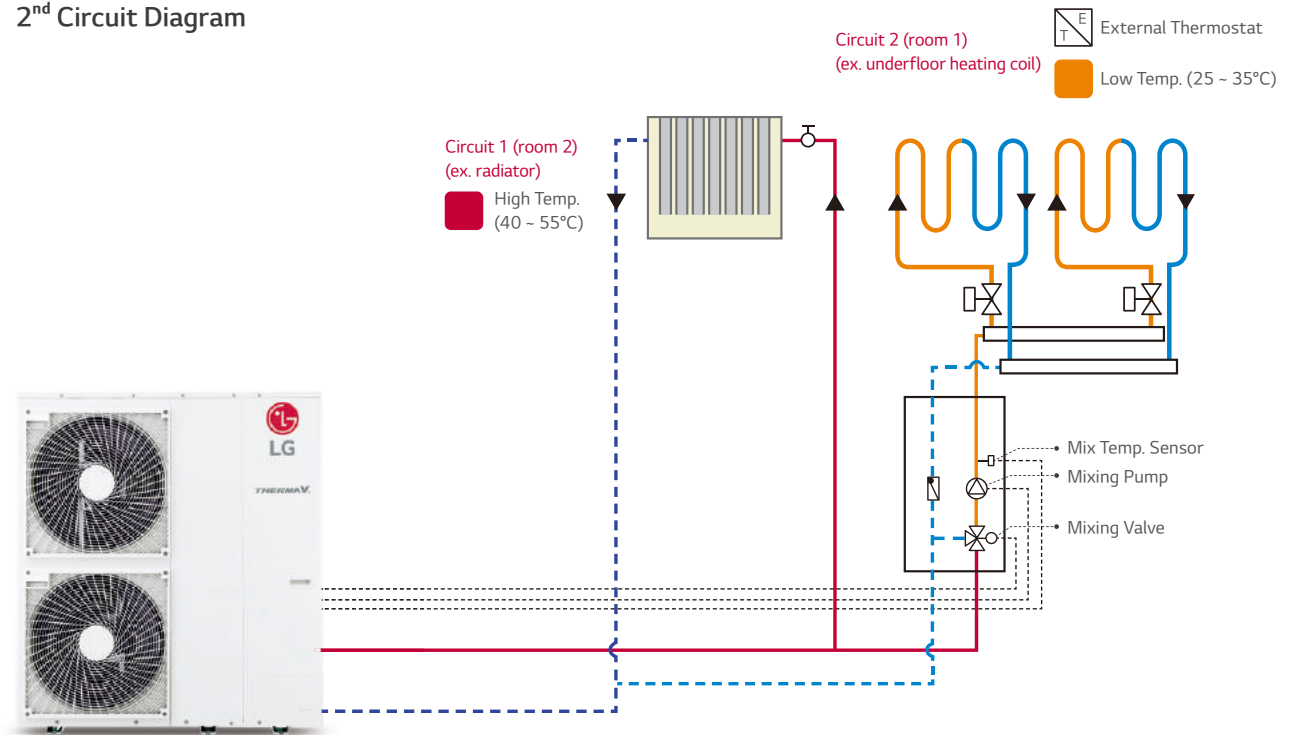 2nd Circuit Diagram
E
T
External Thermostat
Low Temp. (25 ~ 35°C)
Circuit 2 (room 1)
(ex. underfloor heating coil)
Circuit 1 (room 2)
(ex. radiator)
High Temp.
(40 ~ 55°C)
LG
THERMA V.
Mix Temp. Sensor
Mixing Pump
Mixing Valve